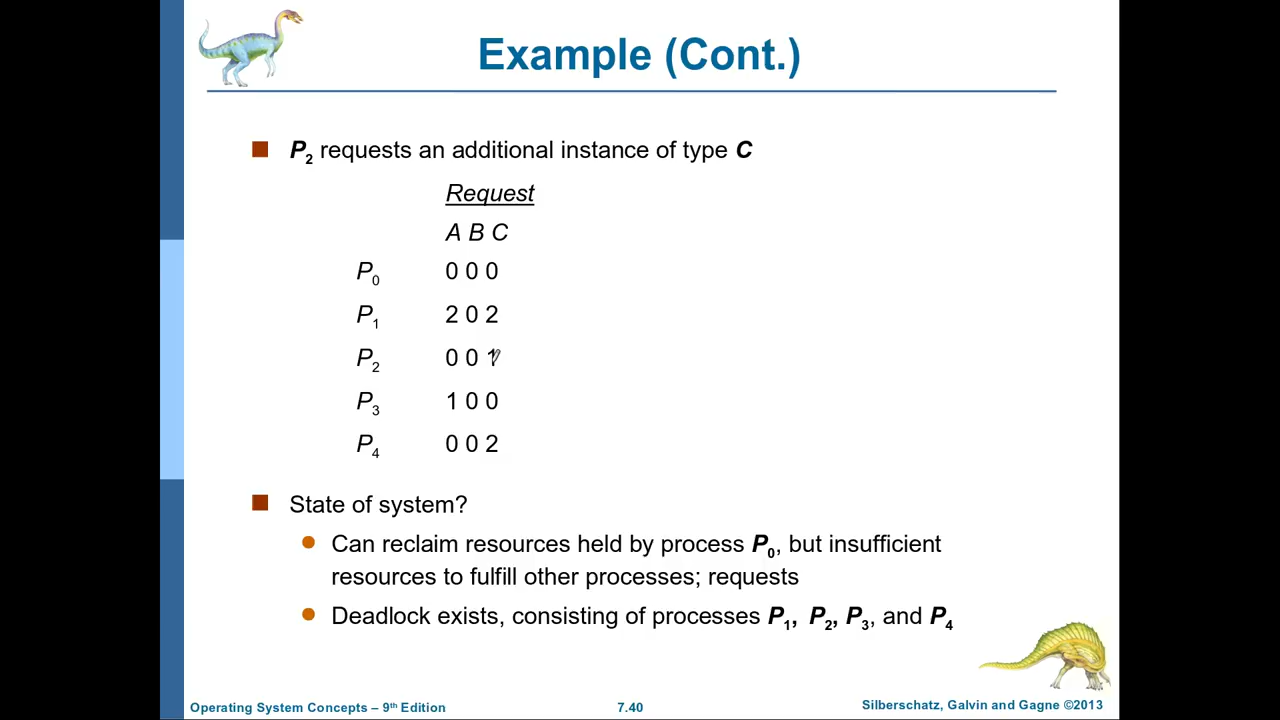 Example (Cont.)
P2 requests an additional instance of type C
Request
A B C
P0 0 0 0
P1 2 0 2
P2 0 0 1
P3 1 0 0
P4 0 0 2
State of system?
Can reclaim resources held by process P0, but insufficient
resources to fulfill other processes; requests
Deadlock exists, consisting of processes P1, P2, P3, and P4
Operating System Concepts – 9th Edition
7.40
Silberschatz, Galvin and Gagne ©2013